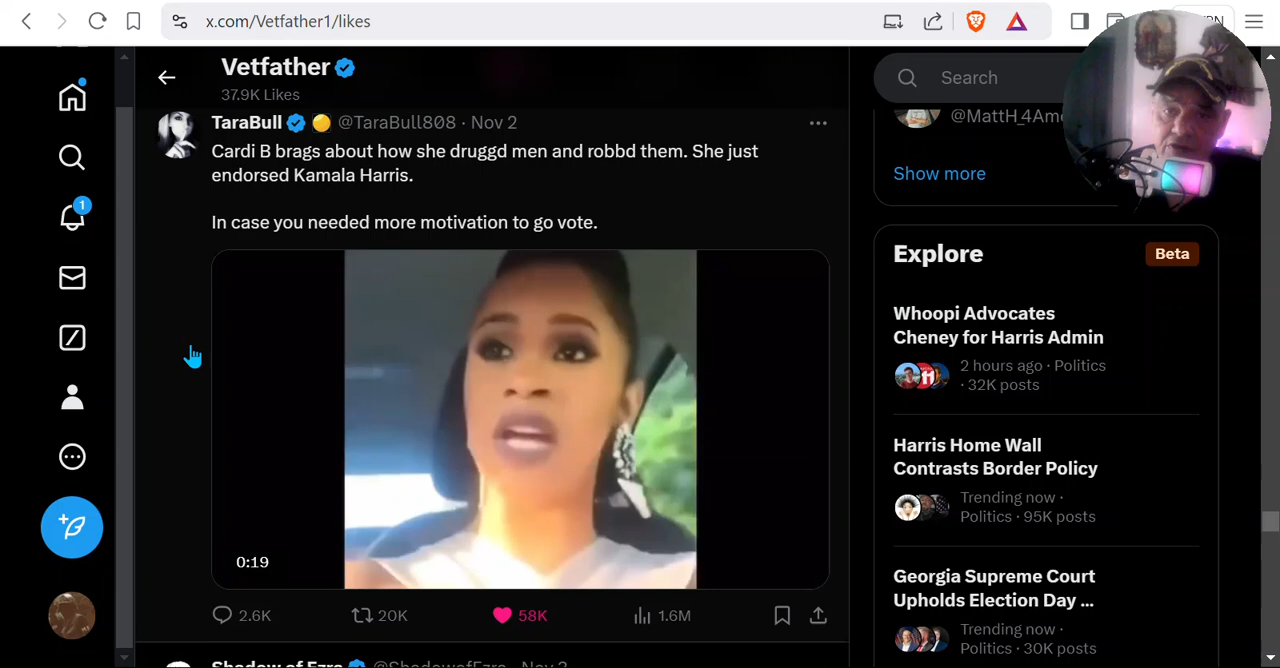 x.com/Vetfather1/likes
Vetfather
37.9K Likes
TaraBull @TaraBull808 · Nov 2
Cardi B brags about how she druggd men and robbd them. She just
endorsed Kamala Harris.
In case you needed more motivation to go vote.
0:19
2.6K 20K 58K 1.6M
Search
@MattH_4Ame
Show more
Explore Beta
Whoopi Advocates
Cheney for Harris Admin
2 hours ago · Politics
· 32K posts
Harris Home Wall
Contrasts Border Policy
Trending now ·
Politics · 95K posts
Georgia Supreme Court
Upholds Election Day ...
Trending now ·
Politics · 30K posts
1